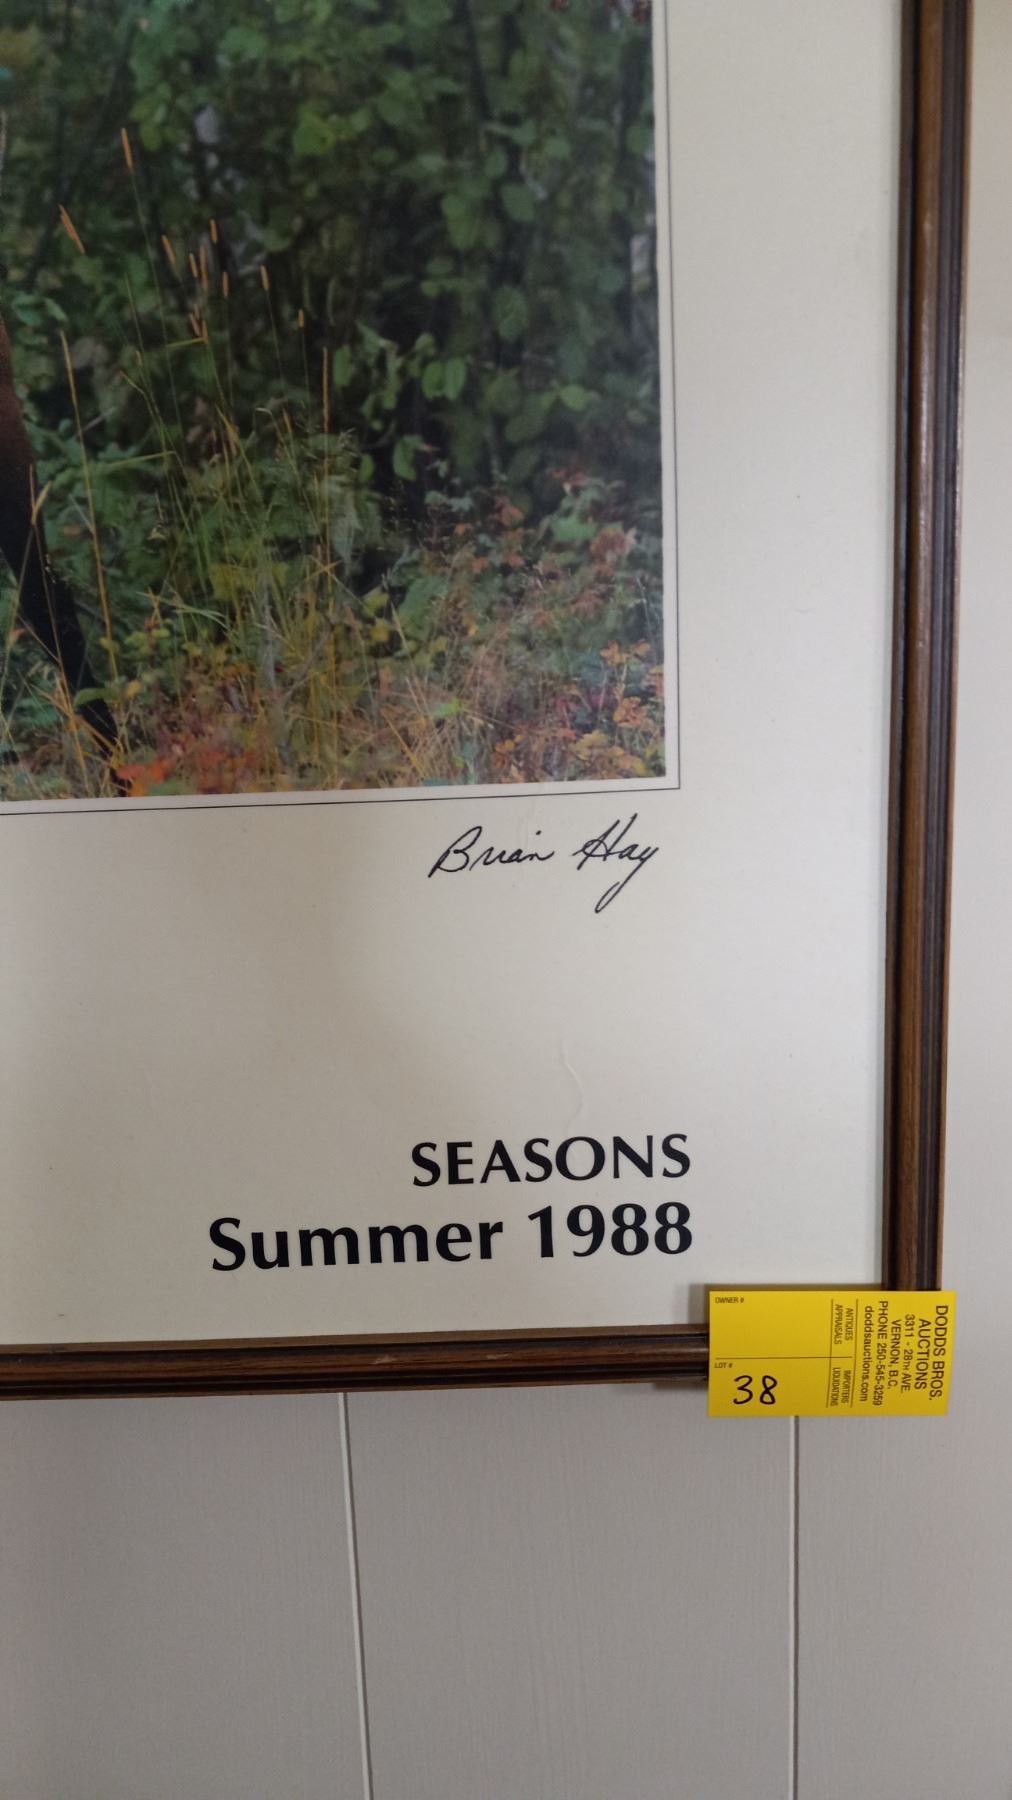 Brian Hay
SEASONS
Summer 1988
OWNER #
LOT #
38
DODDS BROS.
AUCTIONS
3311 - 28TH AVE.
VERNON, B.C.
PHONE 250-545-3259
doddsauctions.com
ANTIQUES
APPRAISALS
IMPORTERS
LIQUIDATIONS